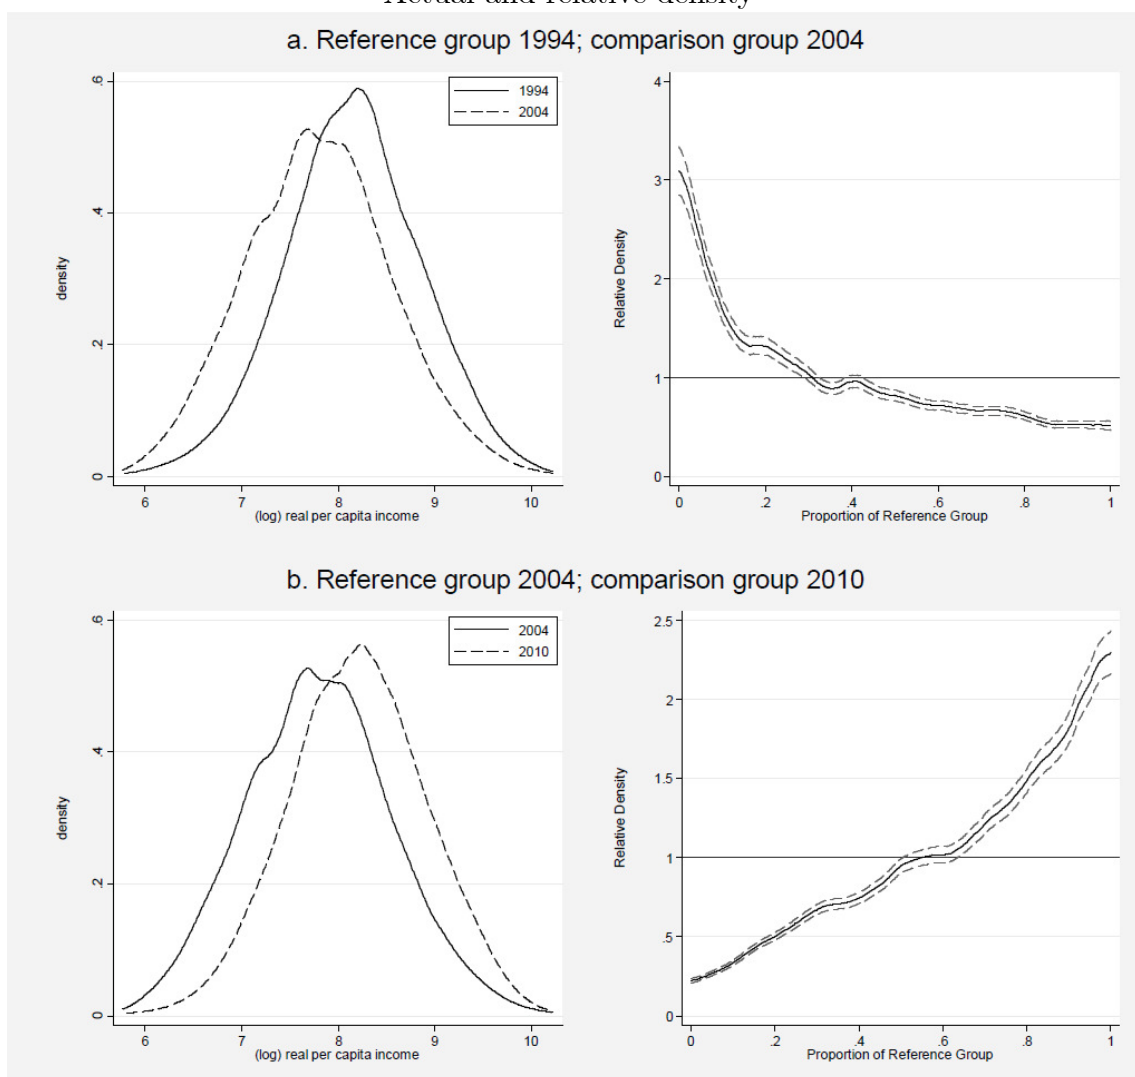 Actual and relative density
a. Reference group 1994; comparison group 2004
.6
.4
.2
0
density
6 7 8 9 10
(log) real per capita income
1994
2004
4
3
2
1
0
Relative Density
0 .2 .4 .6 .8 1
Proportion of Reference Group
b. Reference group 2004; comparison group 2010
.6
.4
.2
0
density
6 7 8 9 10
(log) real per capita income
2004
2010
2.5
2
1.5
1
.5
0
Relative Density
0 .2 .4 .6 .8 1
Proportion of Reference Group